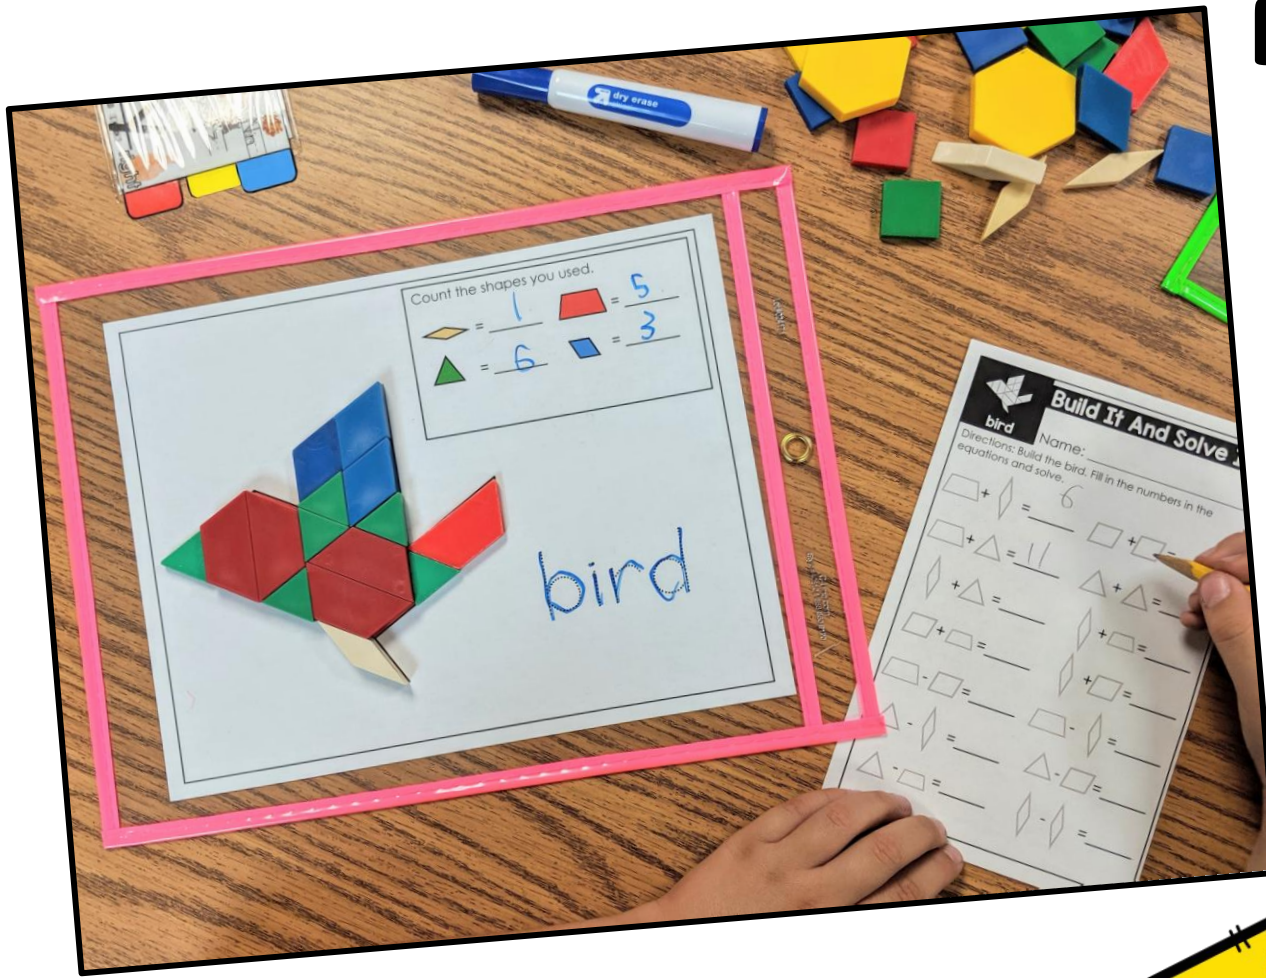 dry erase
Count the shapes you used.
= 1
= 5
= 6
= 3
bird
bird
Build It And Solve
Name:
Directions: Build the bird. Fill in the numbers in the
equations and solve.
+ = 6
+
+ = 11
+ =
+ =
+ =
+ =
+ =
- =
- =
- =
- =
- =
- =